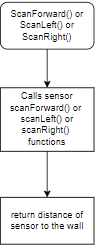 ScanForward() or
ScanLeft() or
ScanRight()
Calls sensor
scanForward() or
scanLeft() or
scanRight()
functions
return distance of
sensor to the wall